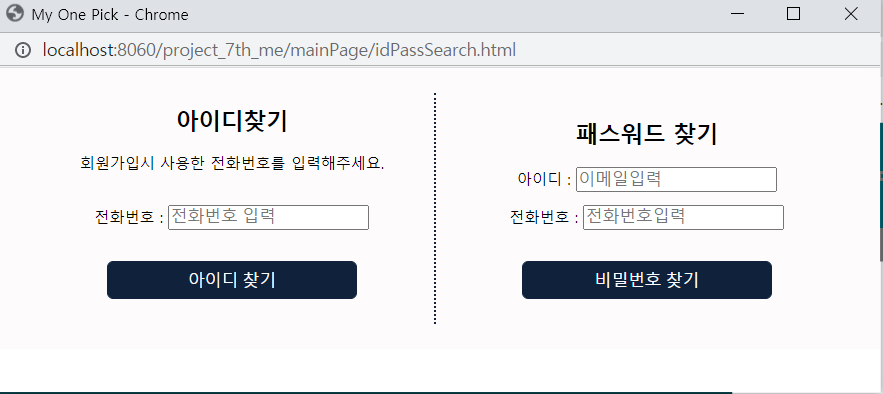 My One Pick - Chrome
localhost:8060/project_7th_me/mainPage/idPassSearch.html
아이디찾기
회원가입시 사용한 전화번호를 입력해주세요.
전화번호 : 전화번호 입력
아이디 찾기
패스워드 찾기
아이디 : 이메일입력
전화번호 : 전화번호입력
비밀번호 찾기